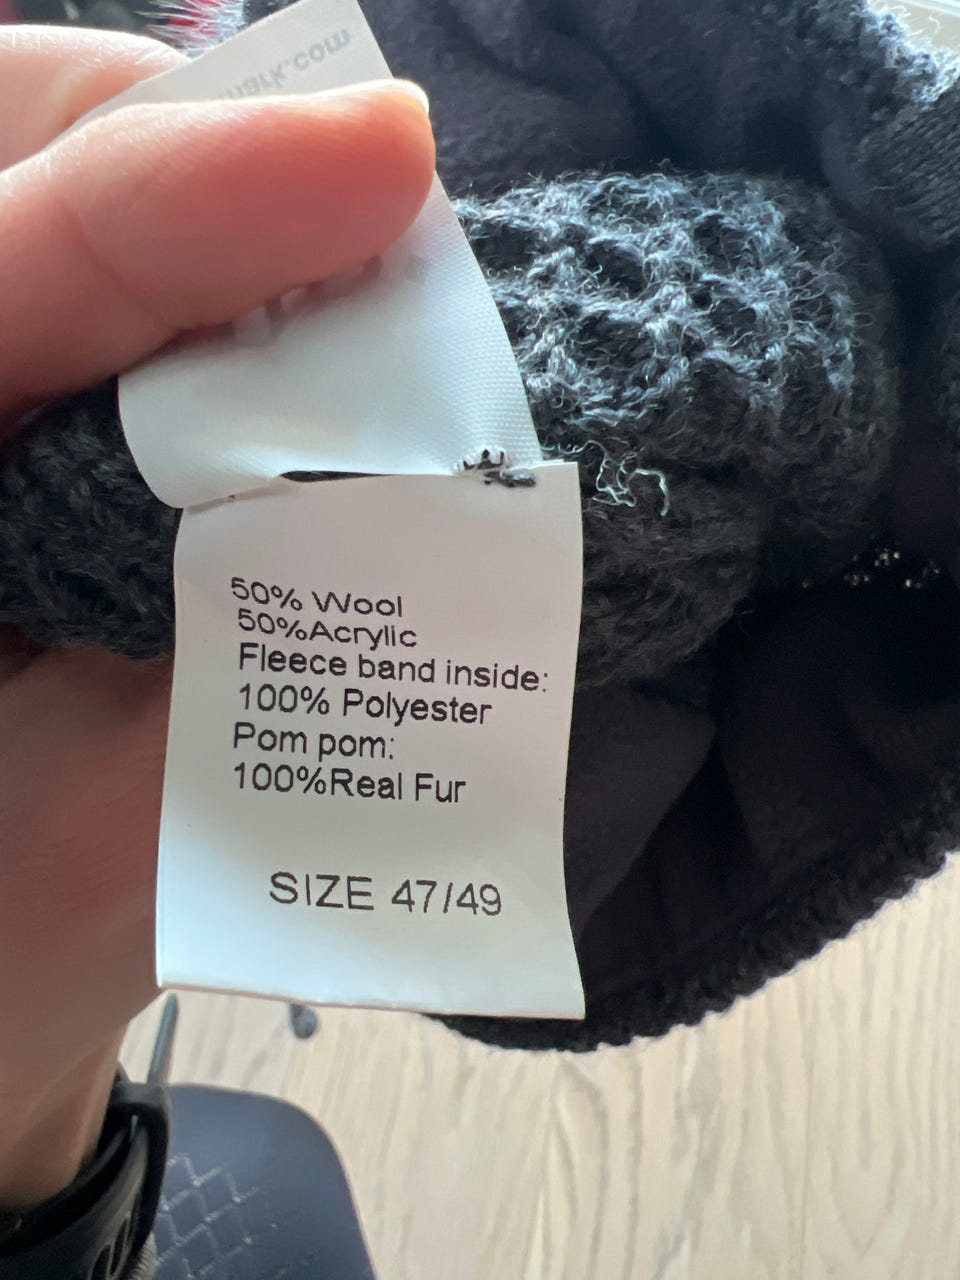 50% Wool
50%Acrylic
Fleece band inside:
100% Polyester
Pom pom:
100%Real Fur
SIZE 47/49